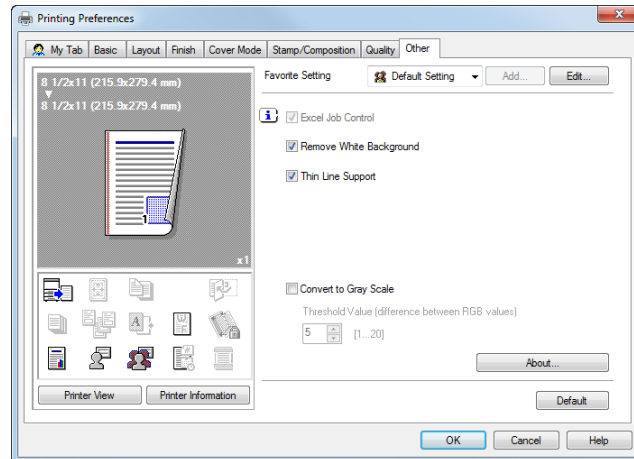 Printing Preferences
My Tab Basic Layout Finish Cover Mode Stamp/Composition Quality Other
8 1/2x11 (215.9x279.4 mm)
8 1/2x11 (215.9x279.4 mm)
1
x1
Favorite Setting Default Setting Add... Edit...
Excel Job Control
Remove White Background
Thin Line Support
Convert to Gray Scale
Threshold Value (difference between RGB values)
5 [1...20]
About...
Printer View Printer Information
Default
OK Cancel Help